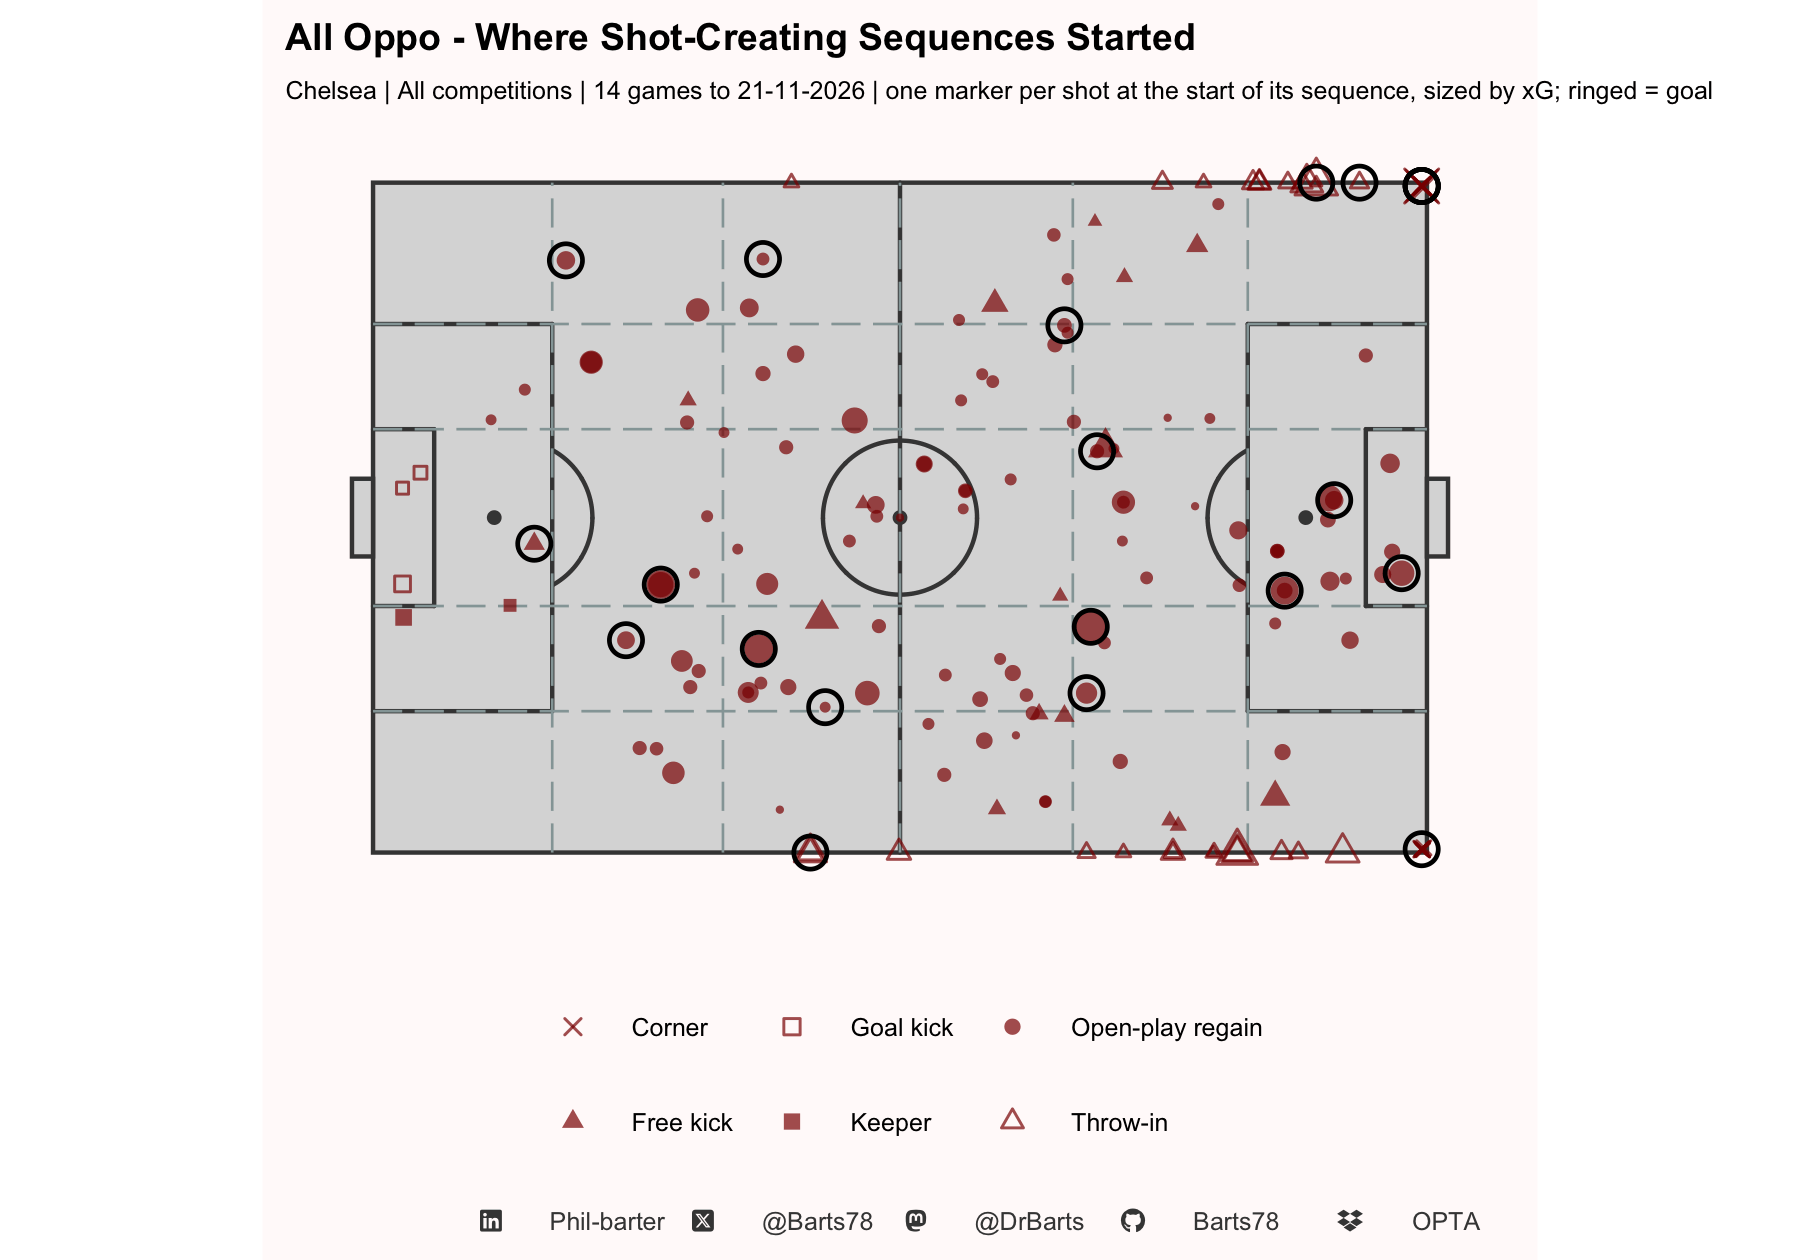 All Oppo - Where Shot-Creating Sequences Started
Chelsea | All competitions | 14 games to 21-11-2026 | one marker per shot at the start of its sequence, sized by xG; ringed = goal
Corner Goal kick Open-play regain
Free kick Keeper Throw-in
Phil-barter @Barts78 @DrBarts Barts78 OPTA